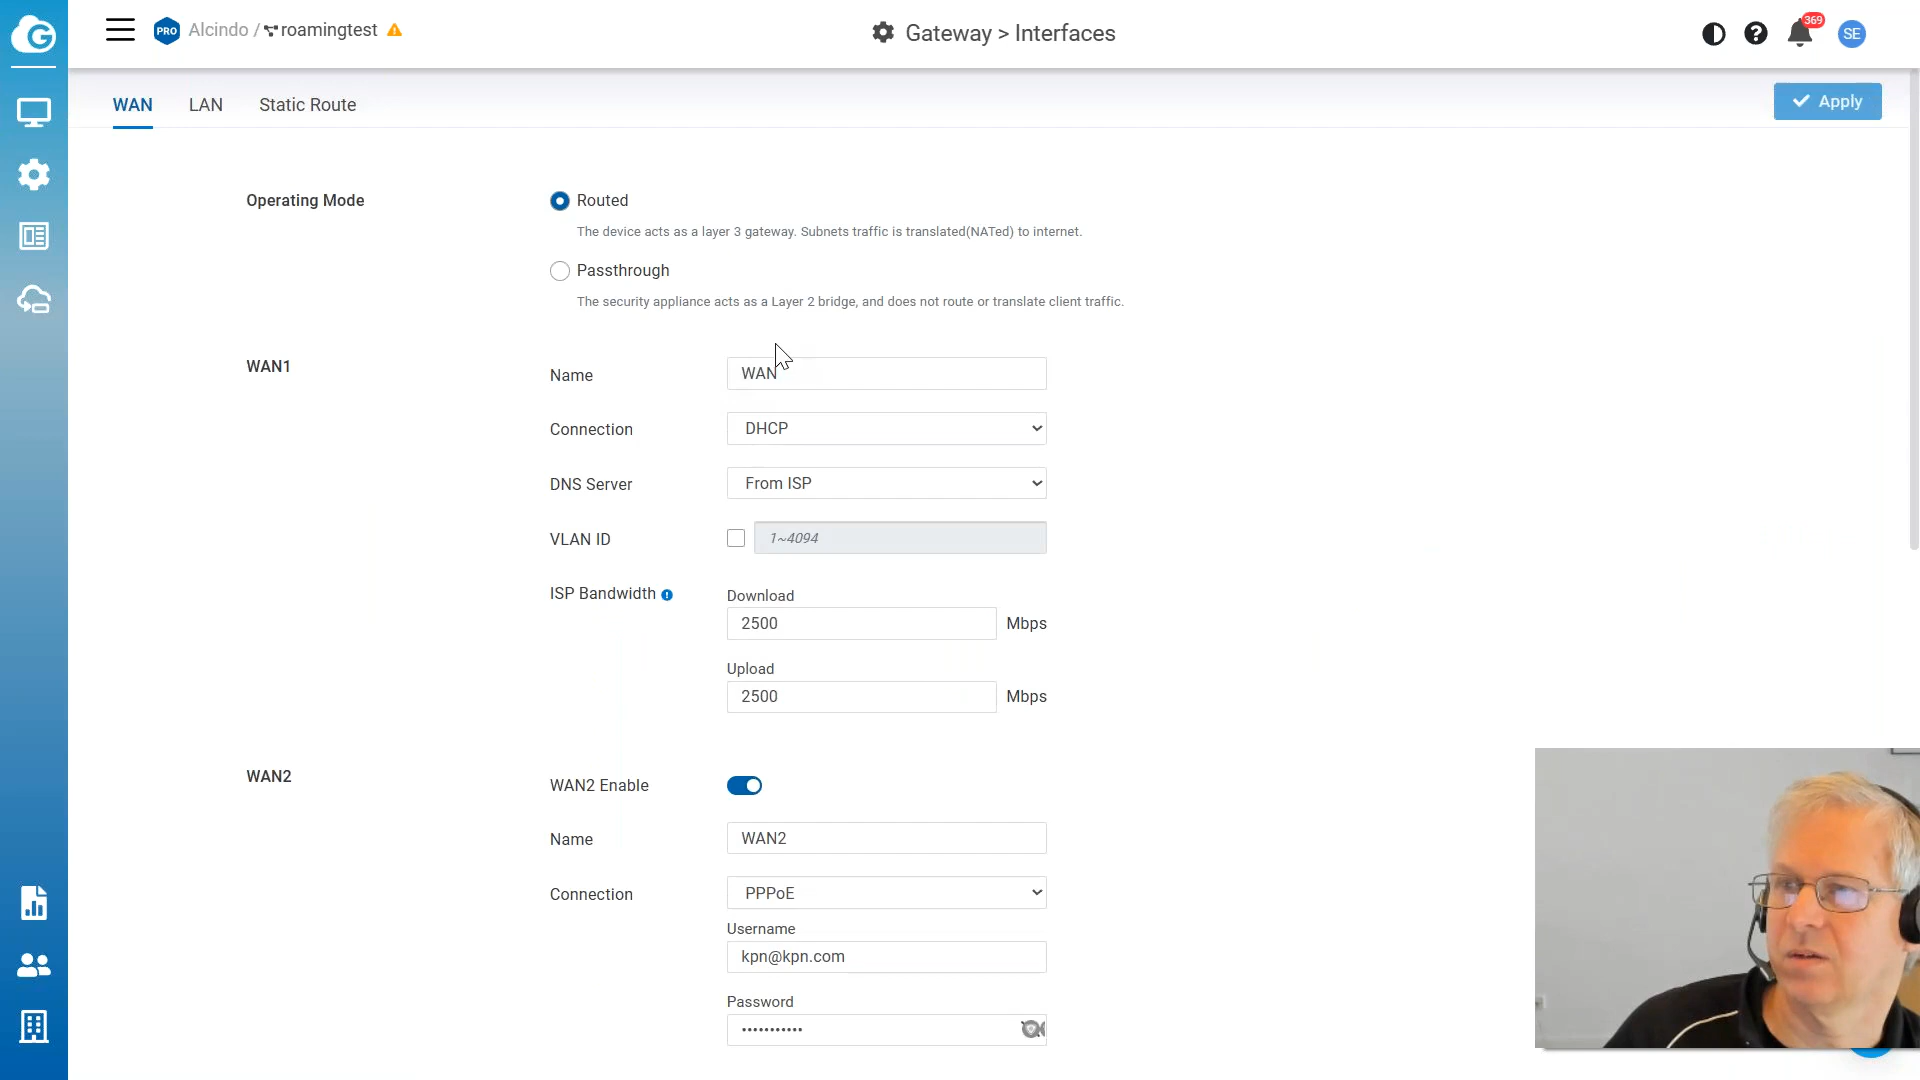 PRO Alcindo / roamingtest
Gateway > Interfaces
369
SE
WAN LAN Static Route
Apply
Operating Mode
Routed
The device acts as a layer 3 gateway. Subnets traffic is translated(NATed) to internet.
Passthrough
The security appliance acts as a Layer 2 bridge, and does not route or translate client traffic.
WAN1
Name WAN
Connection DHCP
DNS Server From ISP
VLAN ID 1~4094
ISP Bandwidth
Download
2500 Mbps
Upload
2500 Mbps
WAN2
WAN2 Enable
Name WAN2
Connection PPPoE
Username
kpn@kpn.com
Password
•••••••••••